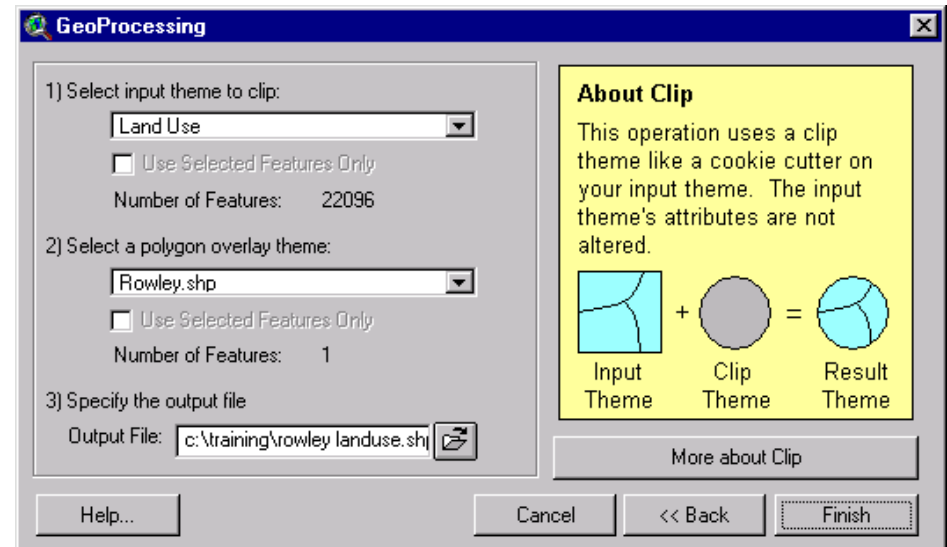 GeoProcessing
1) Select input theme to clip:
Land Use
Use Selected Features Only
Number of Features: 22096
2) Select a polygon overlay theme:
Rowley.shp
Use Selected Features Only
Number of Features: 1
3) Specify the output file
Output File: c:\training\rowley landuse.shp
About Clip
This operation uses a clip
theme like a cookie cutter on
your input theme. The input
theme's attributes are not
altered.
+ =
Input Clip Result
Theme Theme Theme
More about Clip
Help... Cancel << Back Finish